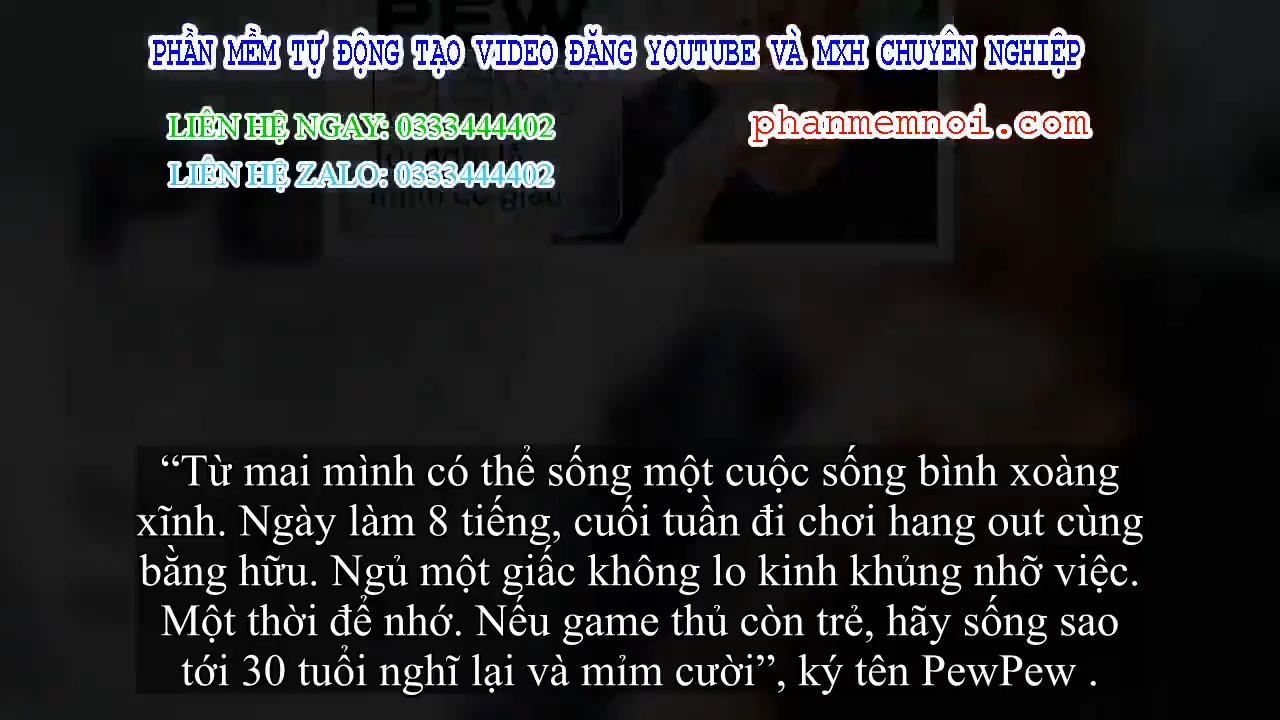 PEW
PHẦN MỀM TỰ ĐỘNG TẠO VIDEO ĐĂNG YOUTUBE VÀ MXH CHUYÊN NGHIỆP
LIÊN HỆ NGAY: 0333444402
phanmemnoi.com
LIÊN HỆ ZALO: 0333444402
“Từ mai mình có thể sống một cuộc sống bình xoàng
xĩnh. Ngày làm 8 tiếng, cuối tuần đi chơi hang out cùng
bằng hữu. Ngủ một giấc không lo kinh khủng nhỡ việc.
Một thời để nhớ. Nếu game thủ còn trẻ, hãy sống sao
tới 30 tuổi nghĩ lại và mỉm cười”, ký tên PewPew .